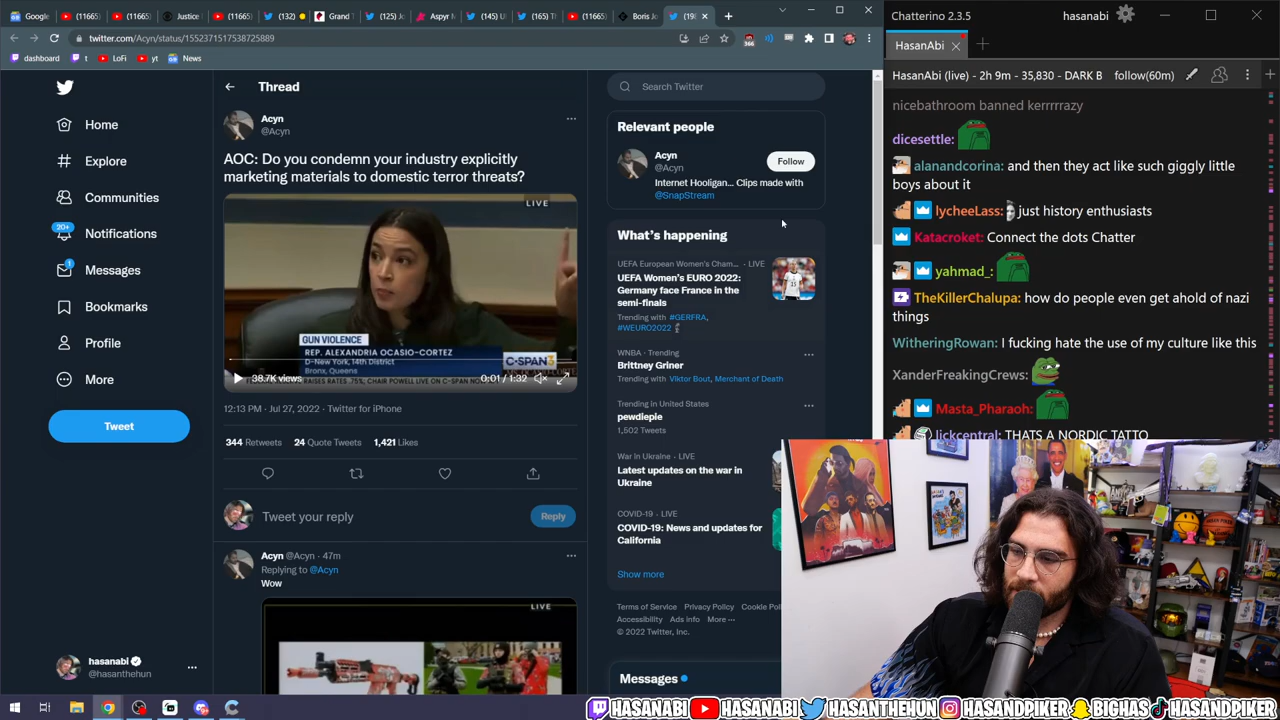 Google
(11665
(11665
Justice
(11665
(132)
Grand T
(125) Jo
Aspyr M
(145) U
(165) Th
(11665
Boris Jo
(198
twitter.com/Acyn/status/1552371517538725889
366
dashboard
t
LoFi
yt
News
Home
Explore
Communities
20+
Notifications
1
Messages
Bookmarks
Profile
More
Tweet
hasanabi
@hasanthehun
Thread
Acyn
@Acyn
AOC: Do you condemn your industry explicitly
marketing materials to domestic terror threats?
LIVE
GUN VIOLENCE
REP. ALEXANDRIA OCASIO-CORTEZ
D-New York, 14th District
Bronx, Queens
C-SPAN3
RAISES RATES .75%; CHAIR POWELL LIVE ON C-SPAN NO
38.7K views
0:01 / 1:32
12:13 PM · Jul 27, 2022 · Twitter for iPhone
344 Retweets 24 Quote Tweets 1,421 Likes
Tweet your reply
Reply
Acyn @Acyn · 47m
Replying to @Acyn
Wow
LIVE
Search Twitter
Relevant people
Acyn
@Acyn
Follow
Internet Hooligan... Clips made with
@SnapStream
What's happening
UEFA European Women's Cham... · LIVE
UEFA Women's EURO 2022:
Germany face France in the
semi-finals
Trending with #GERFRA,
#WEURO2022
WNBA · Trending
Brittney Griner
Trending with Viktor Bout, Merchant of Death
Trending in United States
pewdiepie
1,502 Tweets
War in Ukraine · LIVE
Latest updates on the war in
Ukraine
COVID-19 · LIVE
COVID-19: News and updates for
California
Show more
Terms of Service Privacy Policy Cookie Pol
Accessibility Ads info More ...
© 2022 Twitter, Inc.
Messages
Chatterino 2.3.5
hasanabi
HasanAbi
HasanAbi (live) - 2h 9m - 35,830 - DARK B
follow(60m)
nicebathroom banned kerrrrrazy
dicesettle:
alanandcorina: and then they act like such giggly little
boys about it
lycheeLass: just history enthusiasts
Katacroket: Connect the dots Chatter
yahmad_:
TheKillerChalupa: how do people even get ahold of nazi
things
WitheringRowan: I fucking hate the use of my culture like this
XanderFreakingCrews:
Masta_Pharaoh:
lickcentral: THATS A NORDIC TATTO
HASANABI HASANABI HASANTHEHUN HASANDPIKER BIGHAS HASANDPIKER